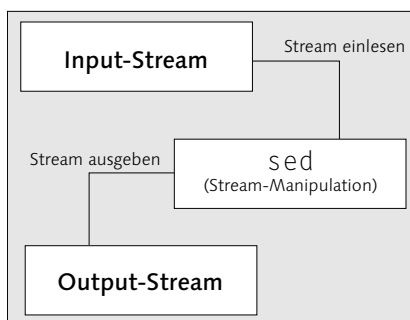 Input-Stream
Stream einlesen
Stream ausgeben
sed
(Stream-Manipulation)
Output-Stream